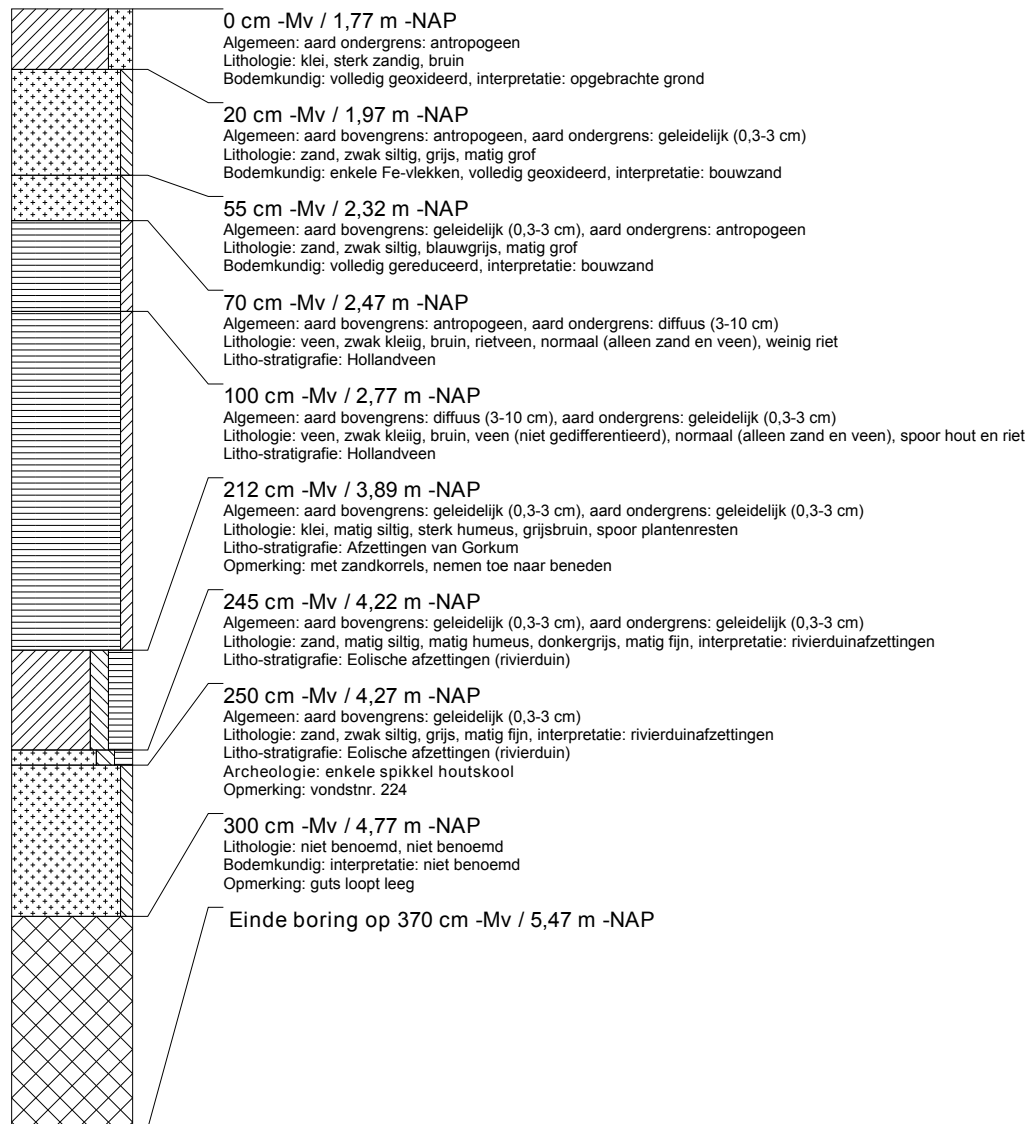 0 cm -Mv / 1,77 m -NAP
Algemeen: aard ondergrens: antropogeen
Lithologie: klei, sterk zandig, bruin
Bodemkundig: volledig geoxideerd, interpretatie: opgebrachte grond
20 cm -Mv / 1,97 m -NAP
Algemeen: aard bovengrens: antropogeen, aard ondergrens: geleidelijk (0,3-3 cm)
Lithologie: zand, zwak siltig, grijs, matig grof
Bodemkundig: enkele Fe-vlekken, volledig geoxideerd, interpretatie: bouwzand
55 cm -Mv / 2,32 m -NAP
Algemeen: aard bovengrens: geleidelijk (0,3-3 cm), aard ondergrens: antropogeen
Lithologie: zand, zwak siltig, blauwgrijs, matig grof
Bodemkundig: volledig gereduceerd, interpretatie: bouwzand
70 cm -Mv / 2,47 m -NAP
Algemeen: aard bovengrens: antropogeen, aard ondergrens: diffuus (3-10 cm)
Lithologie: veen, zwak kleiig, bruin, rietveen, normaal (alleen zand en veen), weinig riet
Litho-stratigrafie: Hollandveen
100 cm -Mv / 2,77 m -NAP
Algemeen: aard bovengrens: diffuus (3-10 cm), aard ondergrens: geleidelijk (0,3-3 cm)
Lithologie: veen, zwak kleiig, bruin, veen (niet gedifferentieerd), normaal (alleen zand en veen), spoor hout en riet
Litho-stratigrafie: Hollandveen
212 cm -Mv / 3,89 m -NAP
Algemeen: aard bovengrens: geleidelijk (0,3-3 cm), aard ondergrens: geleidelijk (0,3-3 cm)
Lithologie: klei, matig siltig, sterk humeus, grijsbruin, spoor plantenresten
Litho-stratigrafie: Afzettingen van Gorkum
Opmerking: met zandkorrels, nemen toe naar beneden
245 cm -Mv / 4,22 m -NAP
Algemeen: aard bovengrens: geleidelijk (0,3-3 cm), aard ondergrens: geleidelijk (0,3-3 cm)
Lithologie: zand, matig siltig, matig humeus, donkergrijs, matig fijn, interpretatie: rivierduinafzettingen
Litho-stratigrafie: Eolische afzettingen (rivierduin)
250 cm -Mv / 4,27 m -NAP
Algemeen: aard bovengrens: geleidelijk (0,3-3 cm)
Lithologie: zand, zwak siltig, grijs, matig fijn, interpretatie: rivierduinafzettingen
Litho-stratigrafie: Eolische afzettingen (rivierduin)
Archeologie: enkele spikkel houtskool
Opmerking: vondstnr. 224
300 cm -Mv / 4,77 m -NAP
Lithologie: niet benoemd, niet benoemd
Bodemkundig: interpretatie: niet benoemd
Opmerking: guts loopt leeg
Einde boring op 370 cm -Mv / 5,47 m -NAP